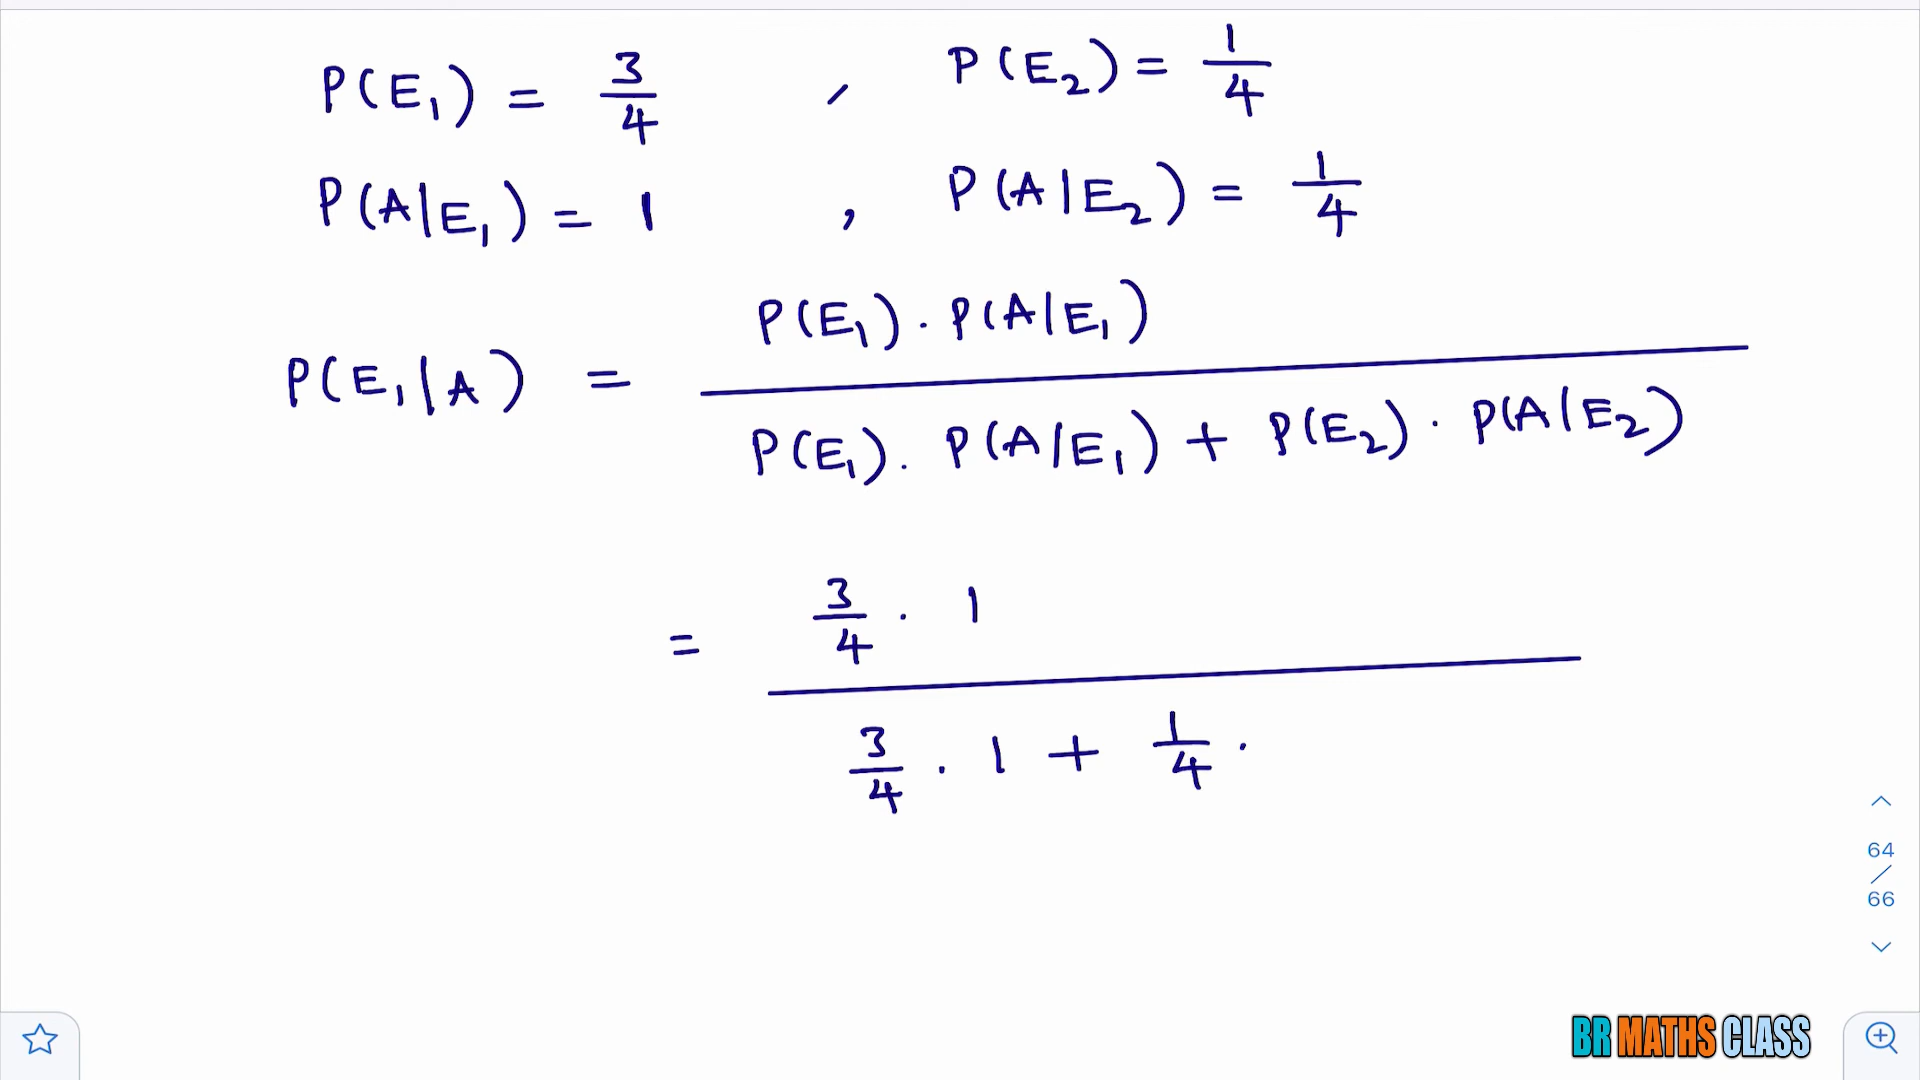 P(E₁) = 3/4 , P(E₂) = 1/4
P(A|E₁) = 1 , P(A|E₂) = 1/4
P(E₁|A) = P(E₁) . P(A|E₁) / P(E₁) . P(A|E₁) + P(E₂) . P(A|E₂)
= 3/4 . 1 / 3/4 . 1 + 1/4 .
64
/
66
BR MATHS CLASS